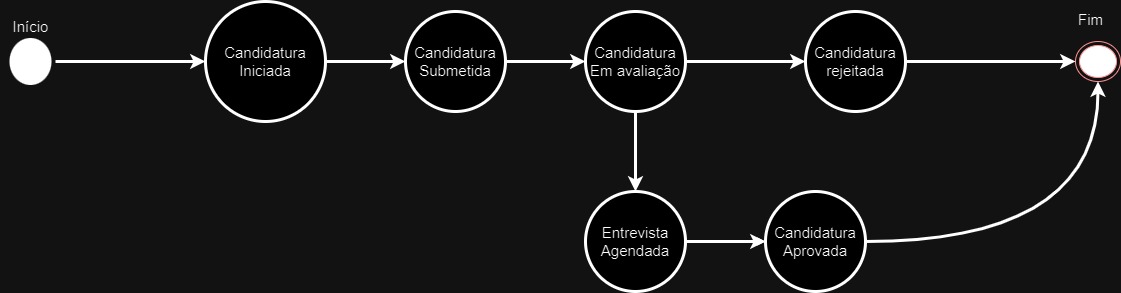 Início
Candidatura
Iniciada
Candidatura
Submetida
Candidatura
Em avaliação
Candidatura
rejeitada
Fim
Entrevista
Agendada
Candidatura
Aprovada